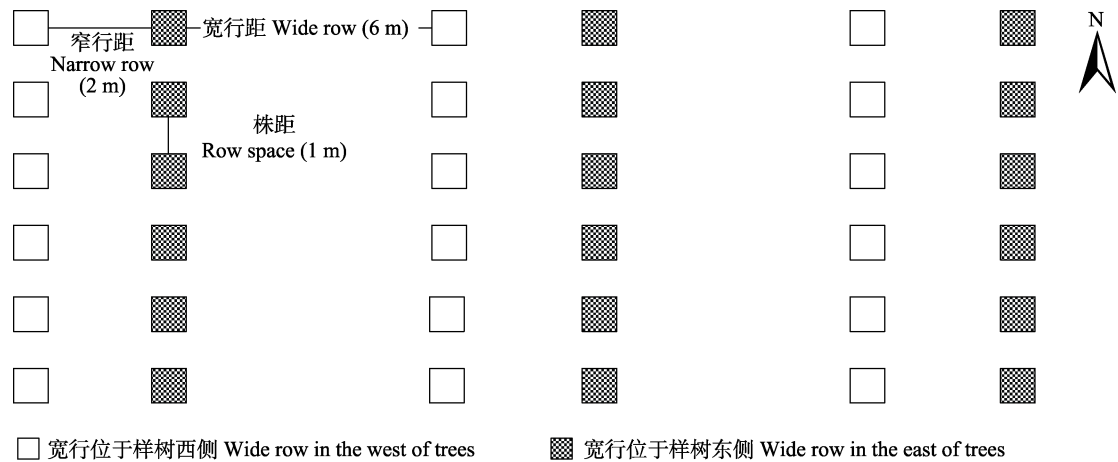 宽行距 Wide row (6 m)
N
窄行距
Narrow row
(2 m)
株距
Row space (1 m)
宽行位于样树西侧 Wide row in the west of trees
宽行位于样树东侧 Wide row in the east of trees